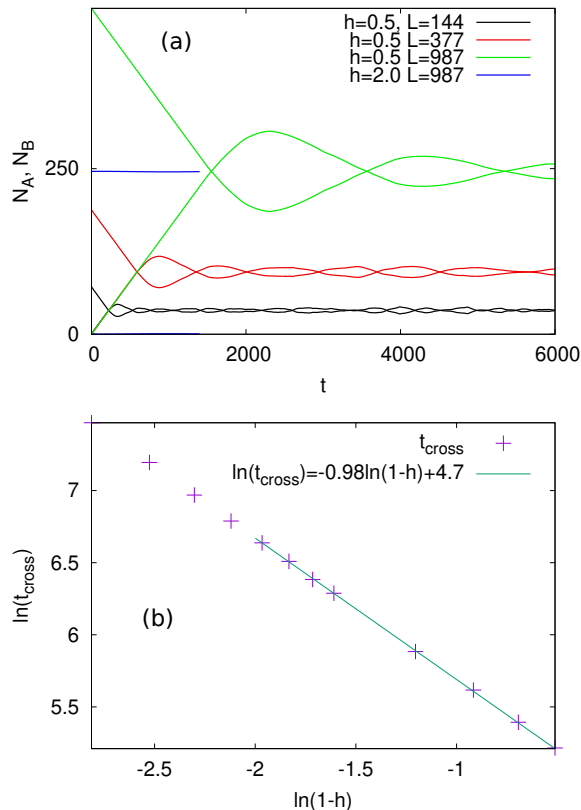 (a)
h=0.5, L=144
h=0.5 L=377
h=0.5 L=987
h=2.0 L=987
N_A, N_B
250
0
0 2000 4000 6000
t
t_cross
ln(t_cross)=-0.98ln(1-h)+4.7
ln(t_cross)
7
6.5
6
5.5
(b)
-2.5 -2 -1.5 -1
ln(1-h)